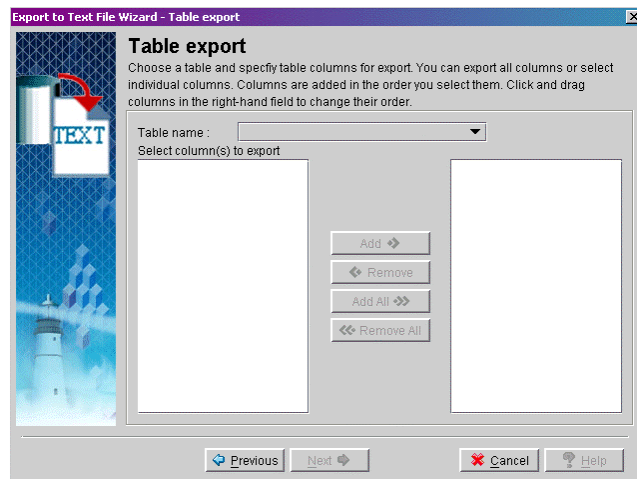 Export to Text File Wizard - Table export
TEXT
Table export
Choose a table and specfiy table columns for export. You can export all columns or select
individual columns. Columns are added in the order you select them. Click and drag
columns in the right-hand field to change their order.
Table name :
Select column(s) to export
Add
Remove
Add All
Remove All
Previous
Next
Cancel
Help